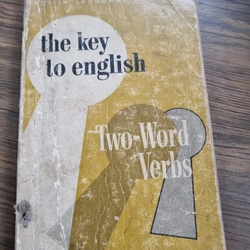 the key
to english
Two-Word
Verbs